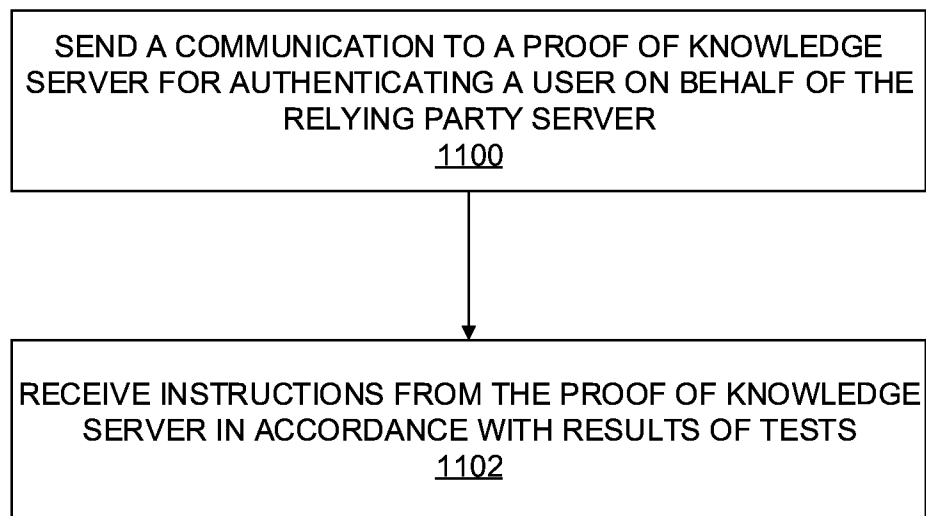 SEND A COMMUNICATION TO A PROOF OF KNOWLEDGE
SERVER FOR AUTHENTICATING A USER ON BEHALF OF THE
RELYING PARTY SERVER
1100
RECEIVE INSTRUCTIONS FROM THE PROOF OF KNOWLEDGE
SERVER IN ACCORDANCE WITH RESULTS OF TESTS
1102